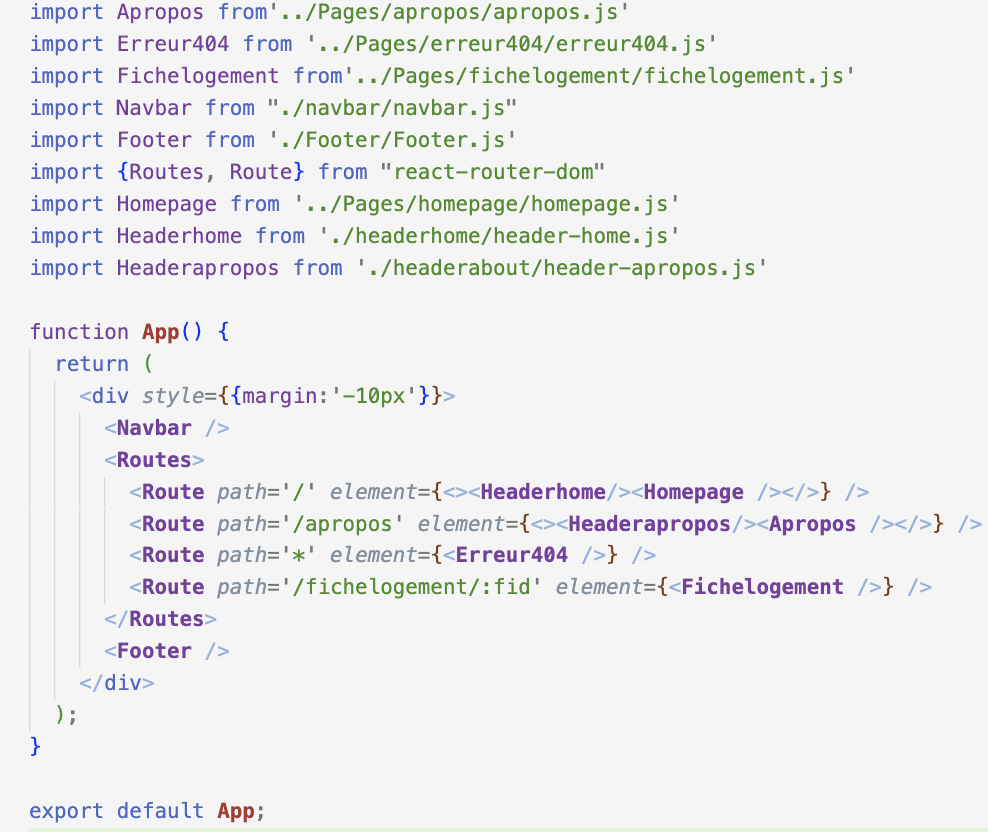 import Apropos from'../Pages/apropos/apropos.js'
import Erreur404 from '../Pages/erreur404/erreur404.js'
import Fichelogement from'../Pages/fichelogement/fichelogement.js'
import Navbar from "./navbar/navbar.js"
import Footer from './Footer/Footer.js'
import {Routes, Route} from "react-router-dom"
import Homepage from '../Pages/homepage/homepage.js'
import Headerhome from './headerhome/header-home.js'
import Headerapropos from './headerabout/header-apropos.js'

function App() {
  return (
    <div style={{margin:'-10px'}}>
      <Navbar />
      <Routes>
        <Route path='/' element={<><Headerhome/><Homepage /></>} />
        <Route path='/apropos' element={<><Headerapropos/><Apropos /></>} />
        <Route path='*' element={<Erreur404 />} />
        <Route path='/fichelogement/:fid' element={<Fichelogement />} />
      </Routes>
      <Footer />
    </div>
  );
}

export default App;